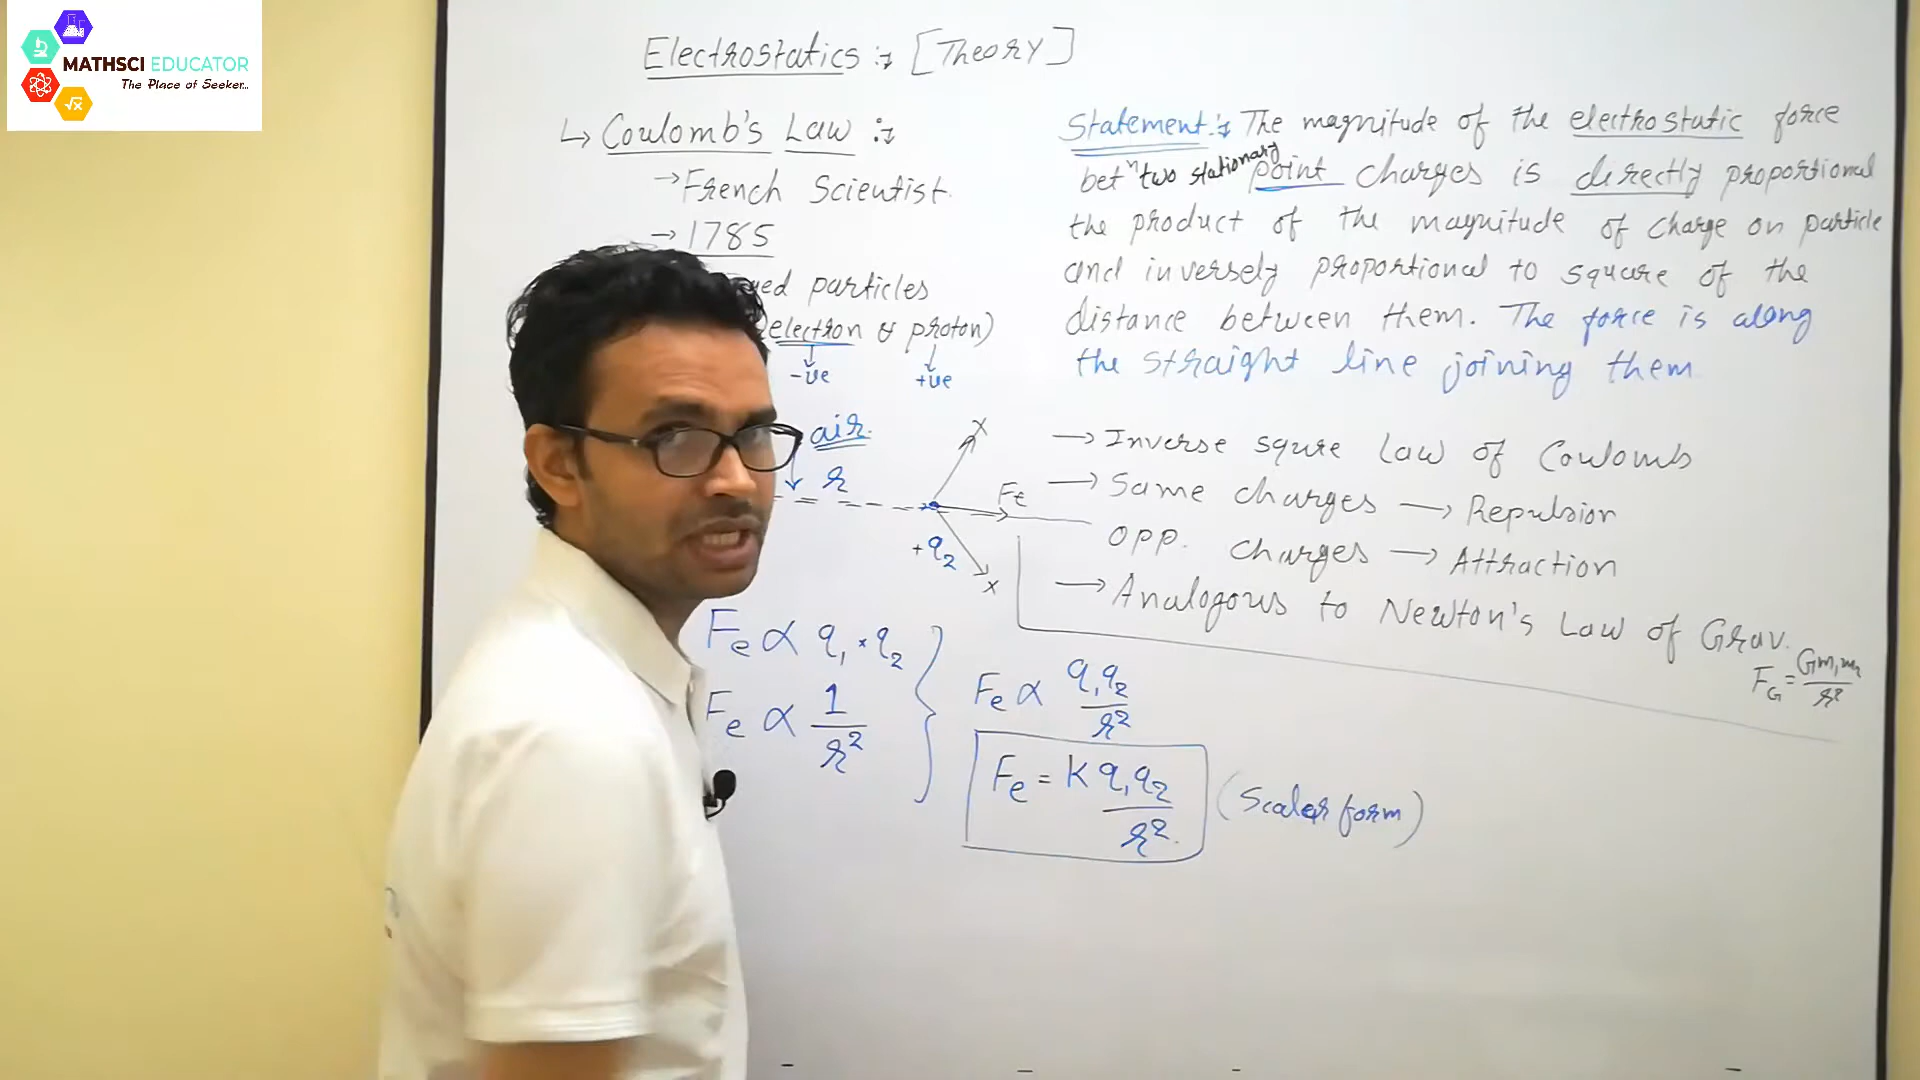 MATHSCI EDUCATOR
The Place of Seeker...
Electrostatics :→ [Theory]
↳ Coulomb's Law :→
→ French Scientist.
→ 1785
particles
(electron & proton)
-ve +ve
air.
r
x
Fe
+q2
x
Fe ∝ q1 × q2
Fe ∝ 1/r²
Fe ∝ q1q2/r²
Fe = K q1q2/r² (Scalar form)
Statement :→ The magnitude of the electrostatic force
betn two stationary point charges is directly proportional
the product of the magnitude of charge on particle
and inversely proportional to square of the
distance between them. The force is along
the straight line joining them
→ Inverse squre Law of Coulomb
→ Same charges → Repulsion
opp. charges → Attraction
→ Analogous to Newton's Law of Grav.
FG = Gm1m2/r²